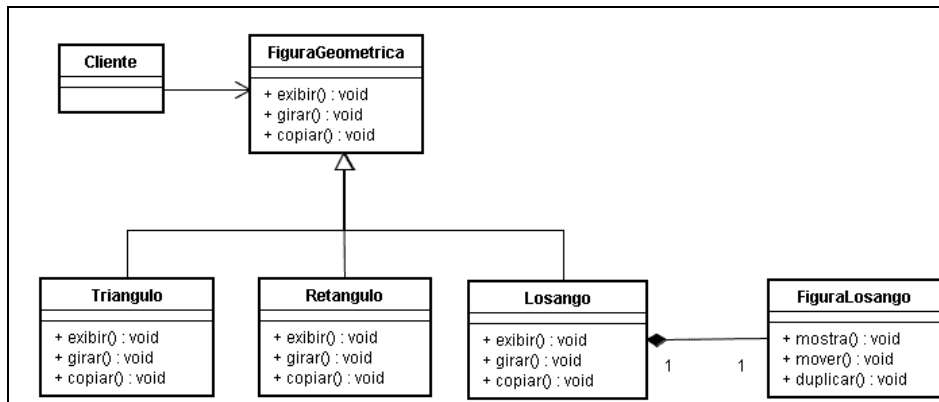 Cliente
FiguraGeometrica
+ exibir() : void
+ girar() : void
+ copiar() : void
Triangulo
+ exibir() : void
+ girar() : void
+ copiar() : void
Retangulo
+ exibir() : void
+ girar() : void
+ copiar() : void
Losango
+ exibir() : void
+ girar() : void
+ copiar() : void
1
1
FiguraLosango
+ mostra() : void
+ mover() : void
+ duplicar() : void